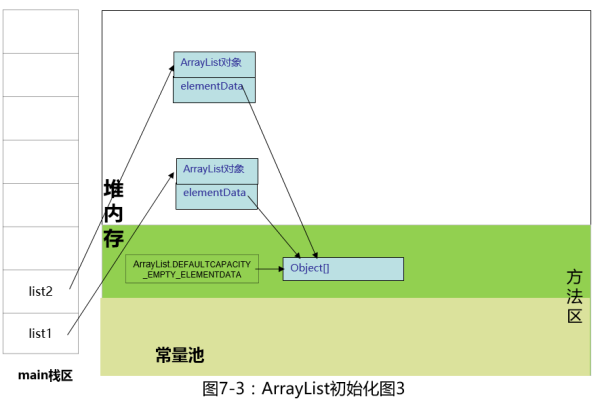 ArrayList对象
elementData
ArrayList对象
elementData
堆
内
存
ArrayList.DEFAULTCAPACITY
_EMPTY_ELEMENTDATA
Object[]
方
法
区
list2
list1
常量池
main栈区
图7-3：ArrayList初始化图3